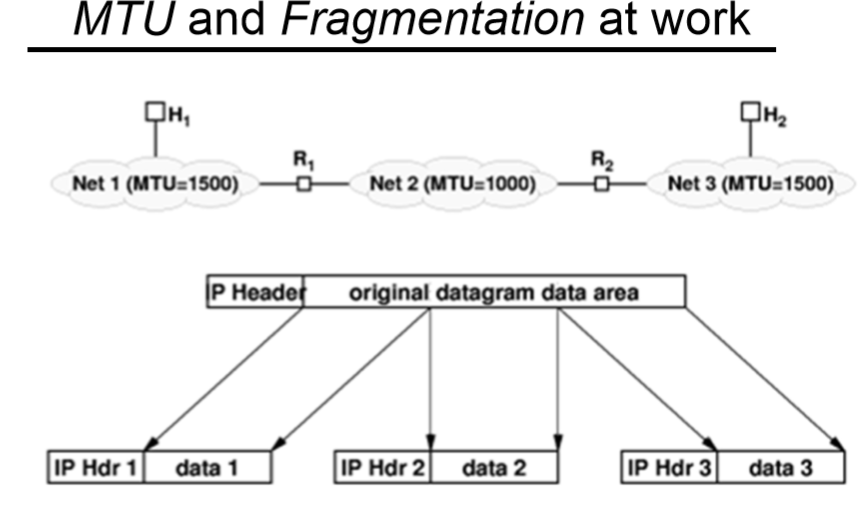 MTU and Fragmentation at work
H₁ H₂
R₁ R₂
Net 1 (MTU=1500) Net 2 (MTU=1000) Net 3 (MTU=1500)
IP Header original datagram data area
IP Hdr 1 data 1 IP Hdr 2 data 2 IP Hdr 3 data 3